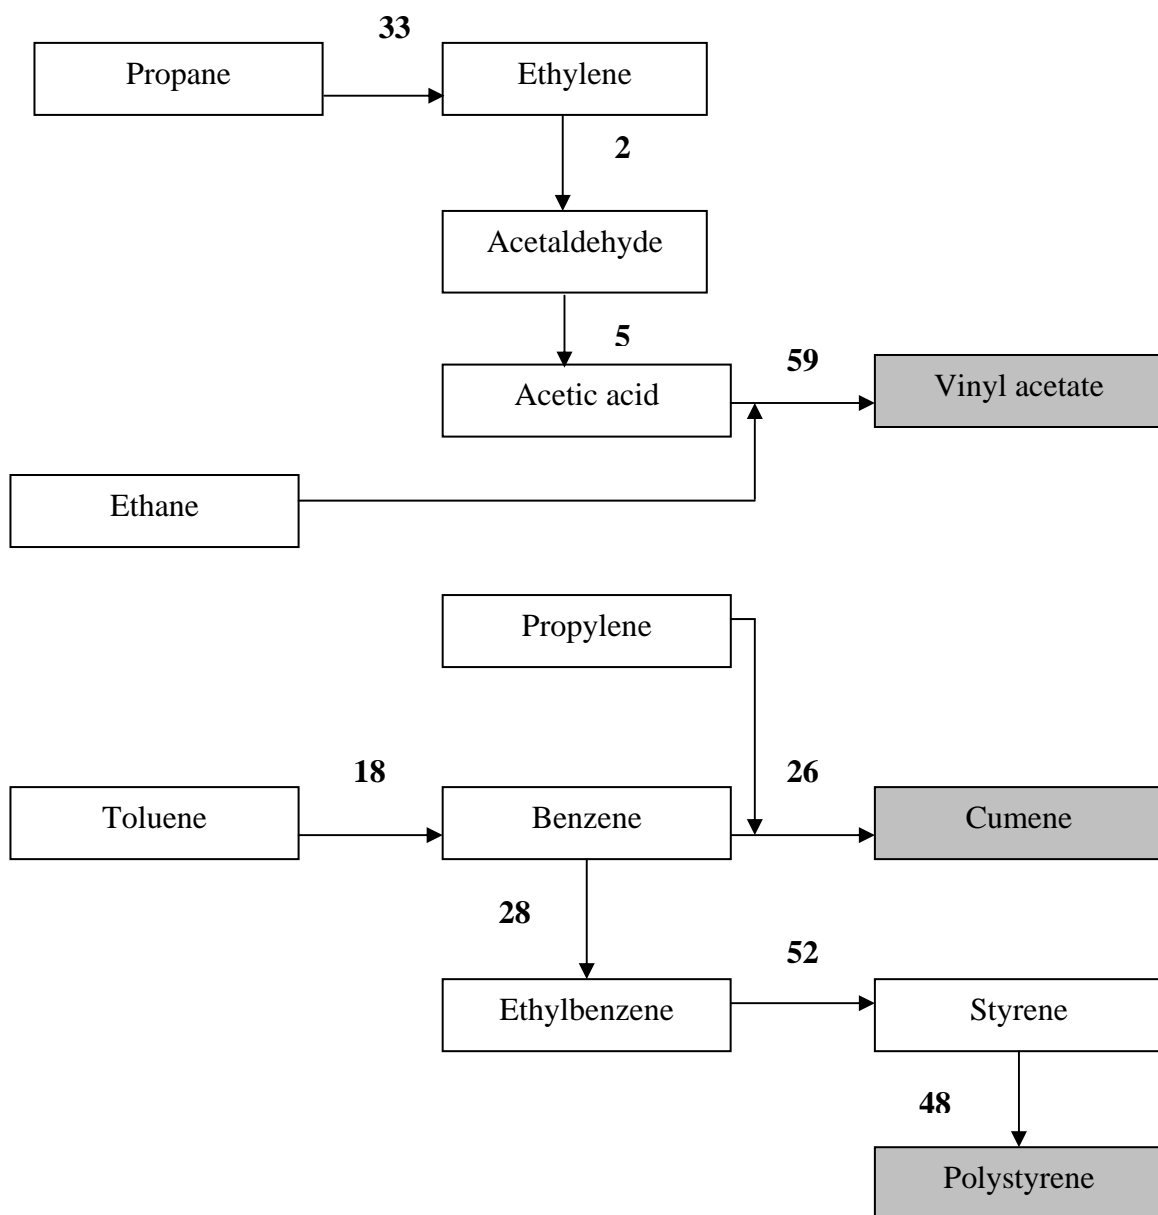 33
Propane
Ethylene
2
Acetaldehyde
5
59
Acetic acid
Vinyl acetate
Ethane
Propylene
18
26
Toluene
Benzene
Cumene
28
52
Ethylbenzene
Styrene
48
Polystyrene